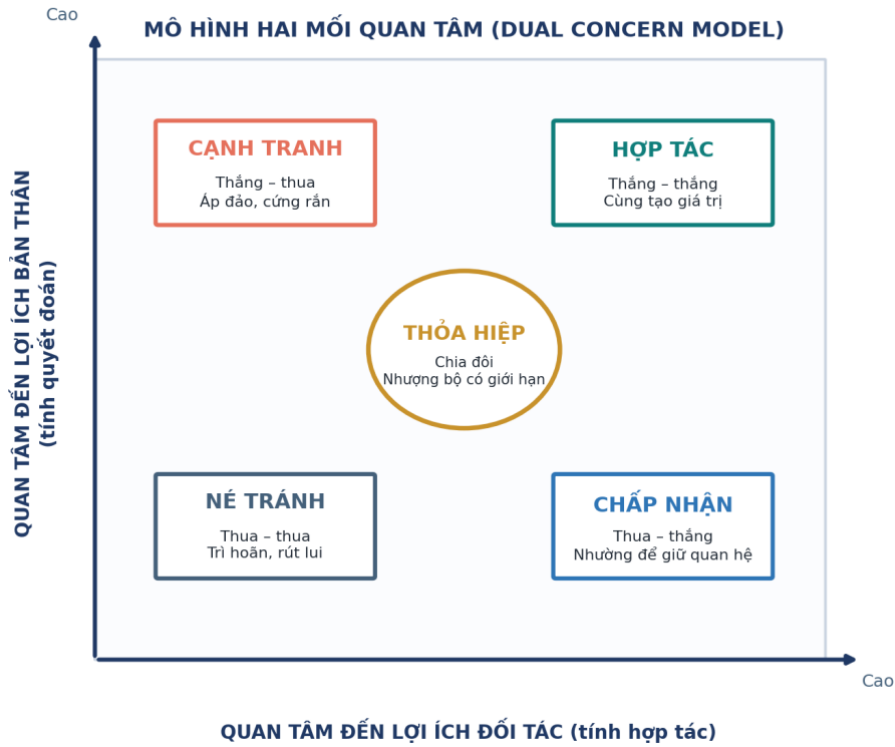 Cao
MÔ HÌNH HAI MỐI QUAN TÂM (DUAL CONCERN MODEL)
QUAN TÂM ĐẾN LỢI ÍCH BẢN THÂN
(tính quyết đoán)
CẠNH TRANH
Thắng – thua
Áp đảo, cứng rắn
HỢP TÁC
Thắng – thắng
Cùng tạo giá trị
THỎA HIỆP
Chia đôi
Nhượng bộ có giới hạn
NÉ TRÁNH
Thua – thua
Trì hoãn, rút lui
CHẤP NHẬN
Thua – thắng
Nhường để giữ quan hệ
Cao
QUAN TÂM ĐẾN LỢI ÍCH ĐỐI TÁC (tính hợp tác)